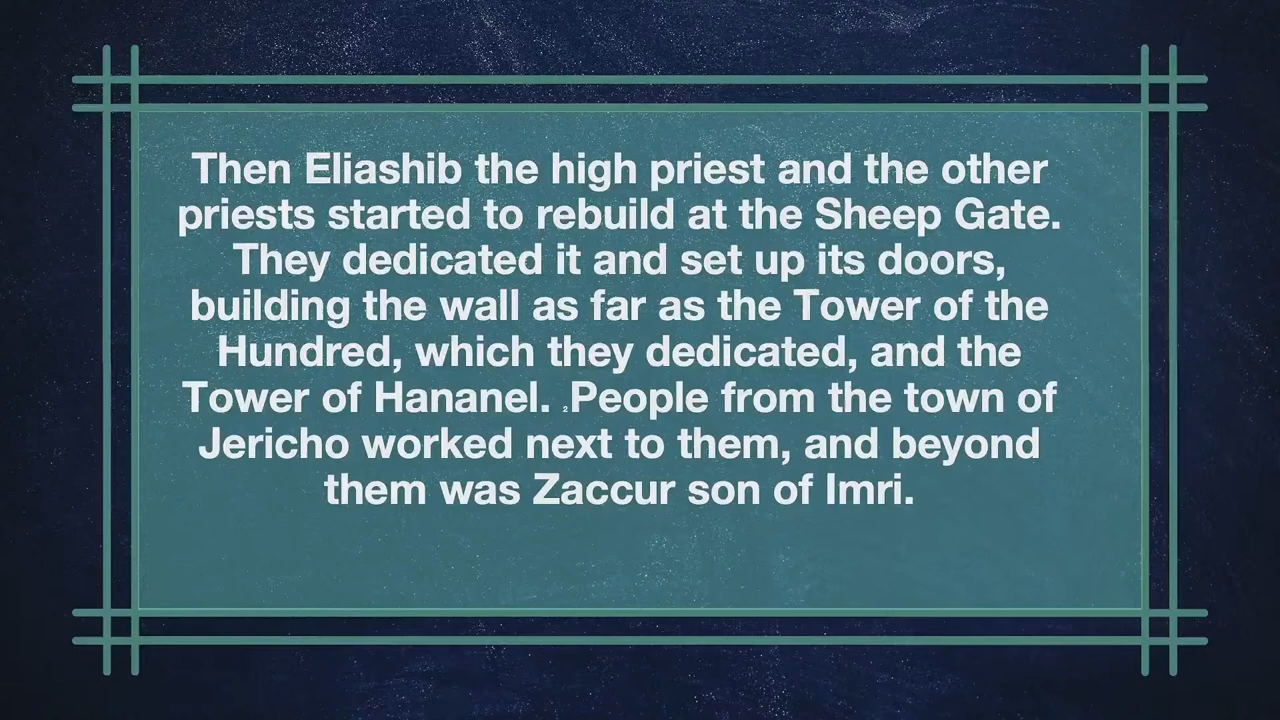 Then Eliashib the high priest and the other
priests started to rebuild at the Sheep Gate.
They dedicated it and set up its doors,
building the wall as far as the Tower of the
Hundred, which they dedicated, and the
Tower of Hananel. 2 People from the town of
Jericho worked next to them, and beyond
them was Zaccur son of Imri.